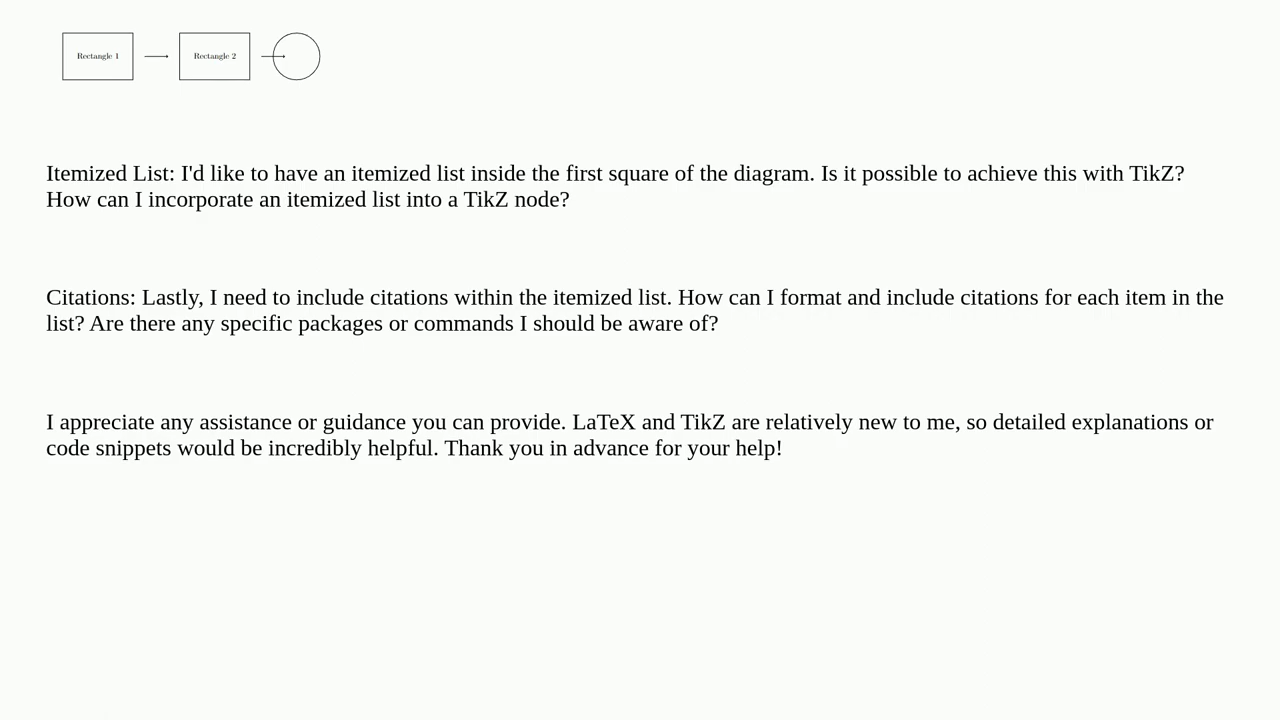 Rectangle 1 Rectangle 2
Itemized List: I'd like to have an itemized list inside the first square of the diagram. Is it possible to achieve this with TikZ?
How can I incorporate an itemized list into a TikZ node?
Citations: Lastly, I need to include citations within the itemized list. How can I format and include citations for each item in the
list? Are there any specific packages or commands I should be aware of?
I appreciate any assistance or guidance you can provide. LaTeX and TikZ are relatively new to me, so detailed explanations or
code snippets would be incredibly helpful. Thank you in advance for your help!